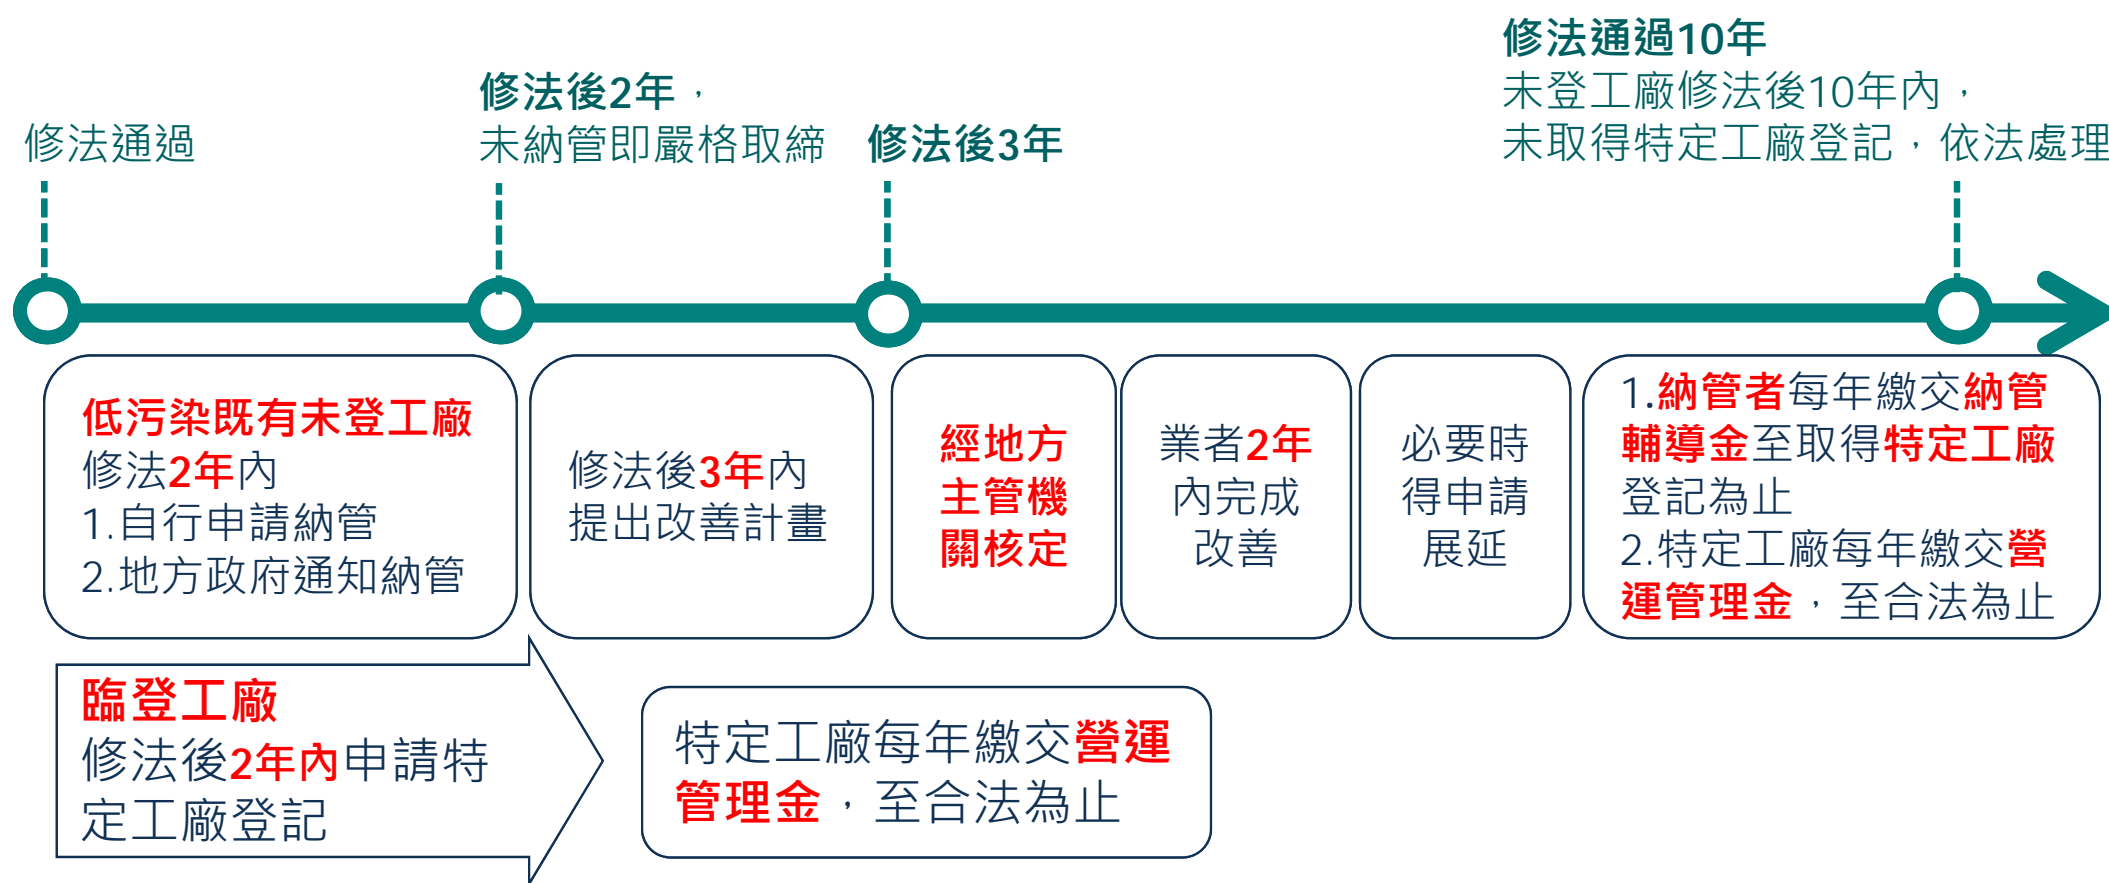 修法通過
修法後2年，
未納管即嚴格取締
修法後3年
修法通過10年
未登工廠修法後10年內，
未取得特定工廠登記，依法處理
低污染既有未登工廠
修法2年內
1.自行申請納管
2.地方政府通知納管
修法後3年內
提出改善計畫
經地方
主管機
關核定
業者2年
內完成
改善
必要時
得申請
展延
1.納管者每年繳交納管
輔導金至取得特定工廠
登記為止
2.特定工廠每年繳交營
運管理金，至合法為止
臨登工廠
修法後2年內申請特
定工廠登記
特定工廠每年繳交營運
管理金，至合法為止